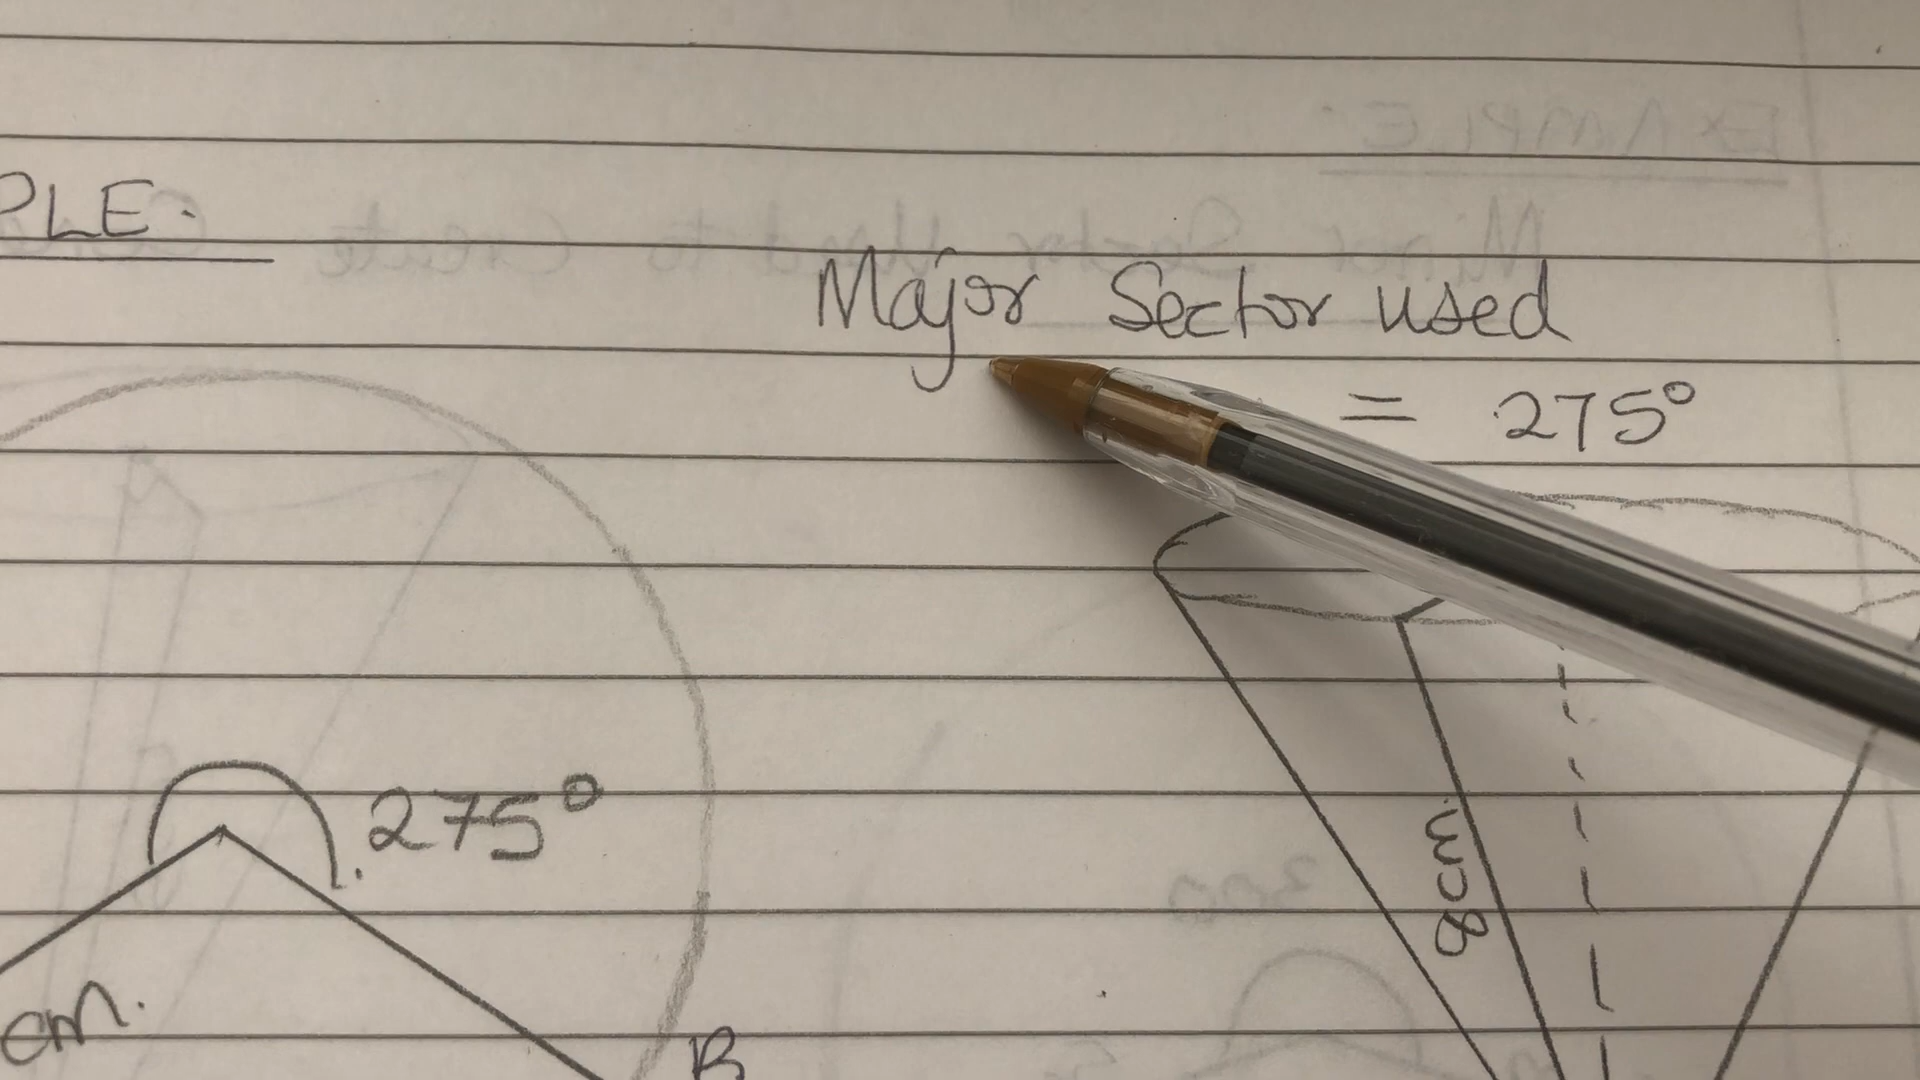 PLE.
Major Sector used
= 275°
275°
8cm.
cm.
B